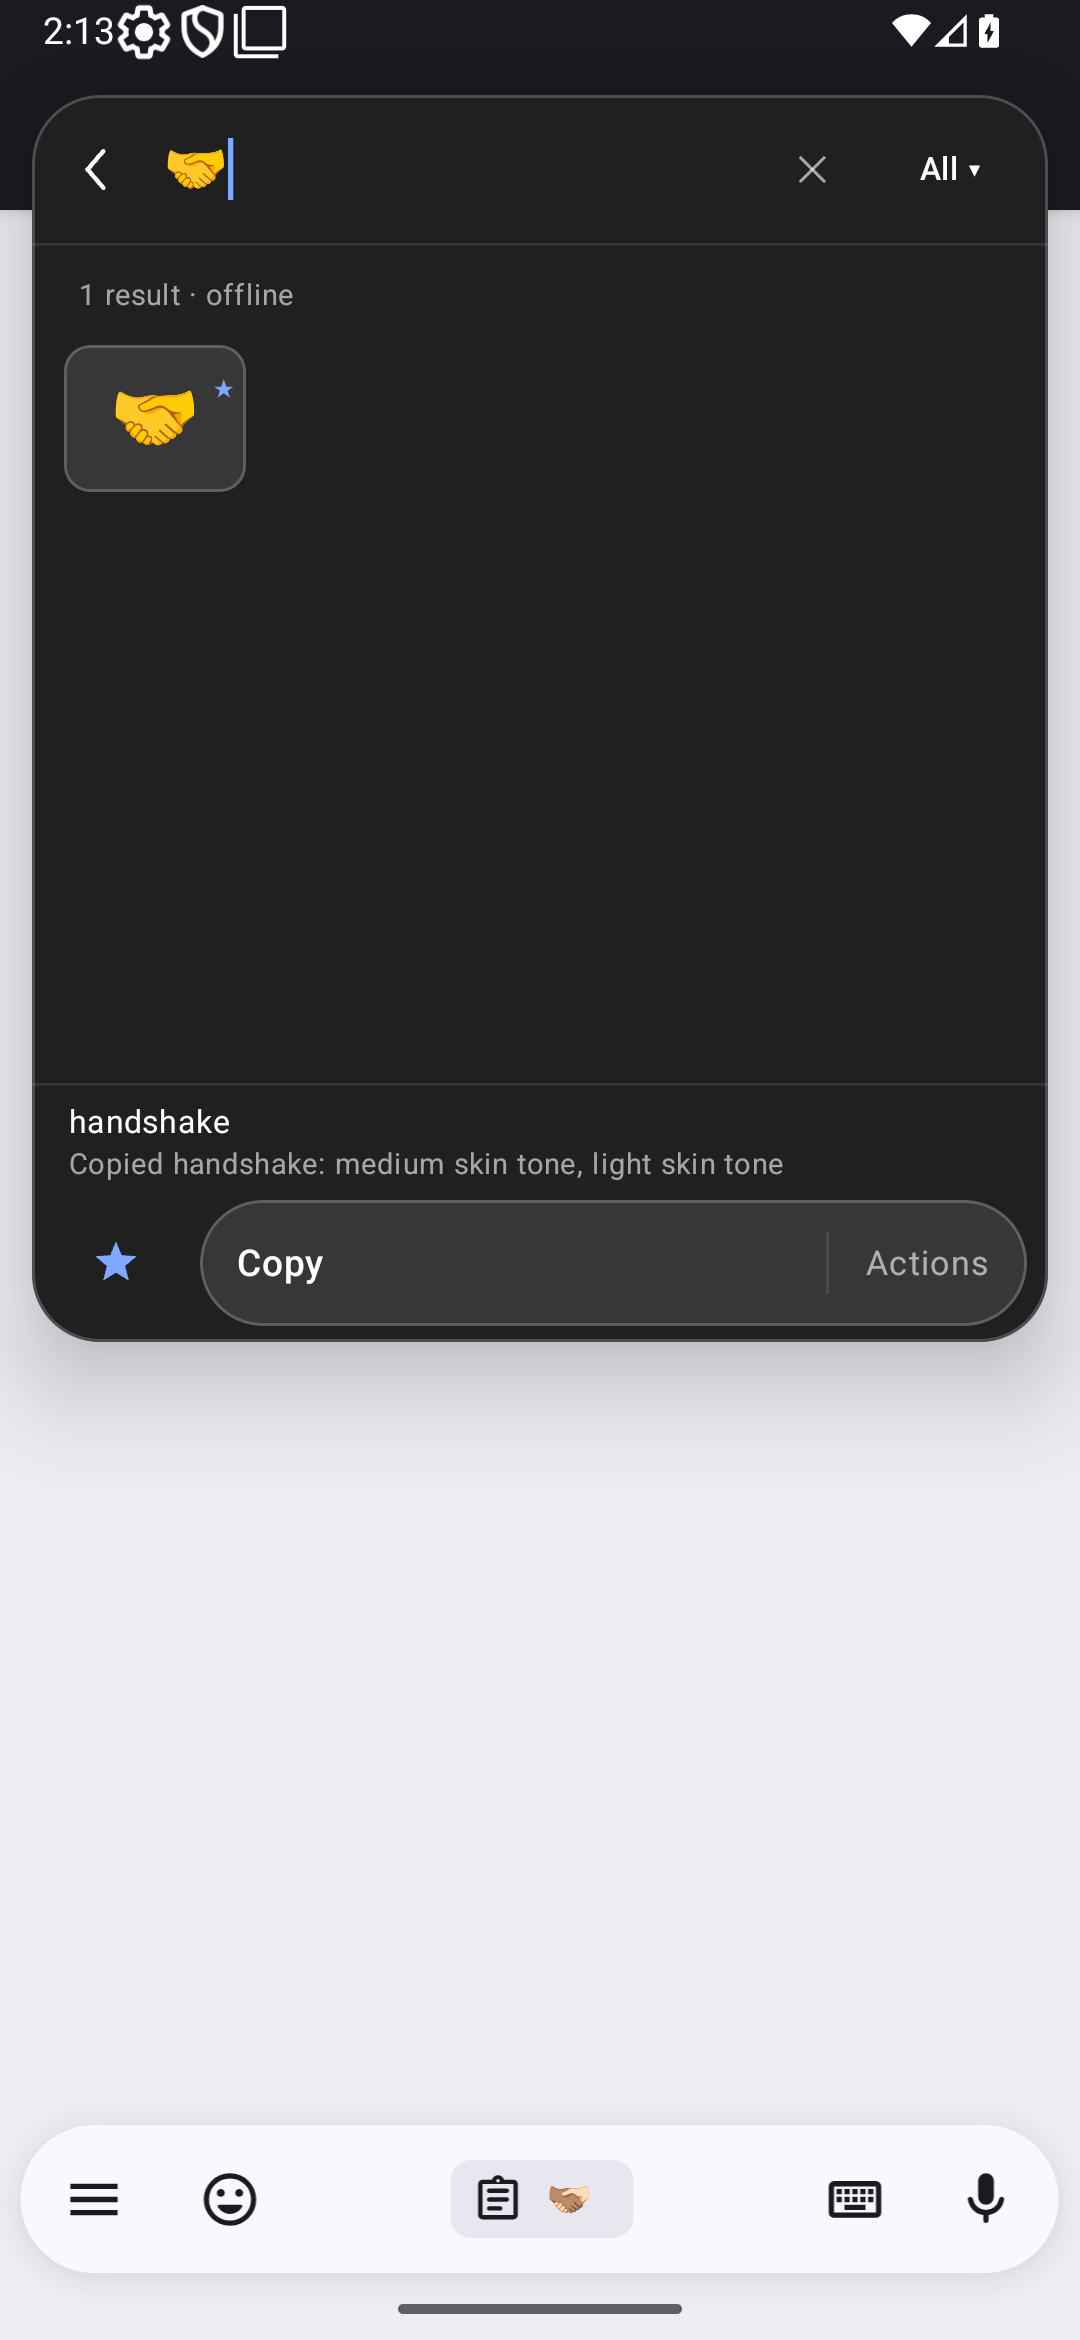 2:13
🤝
All ▾
1 result · offline
🤝 ★
handshake
Copied handshake: medium skin tone, light skin tone
Copy
Actions